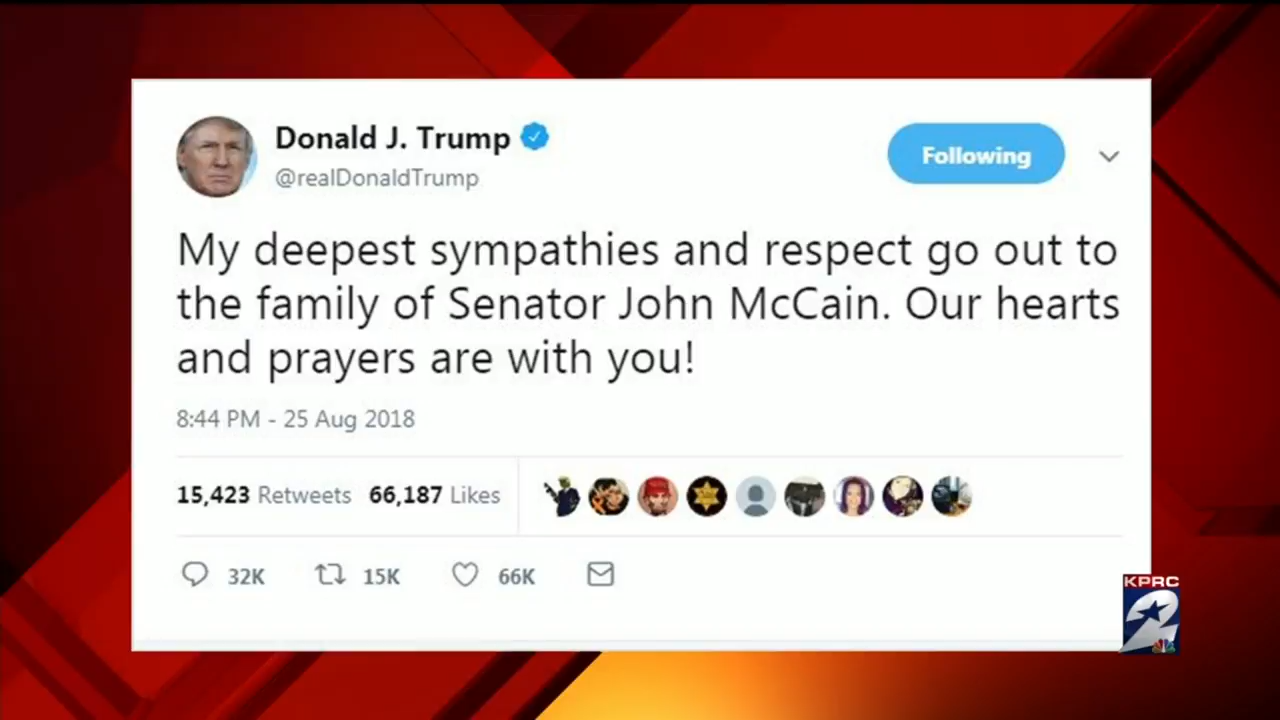 Donald J. Trump
@realDonaldTrump
Following
My deepest sympathies and respect go out to
the family of Senator John McCain. Our hearts
and prayers are with you!
8:44 PM - 25 Aug 2018
15,423 Retweets 66,187 Likes
32K 15K 66K
KPRC
2